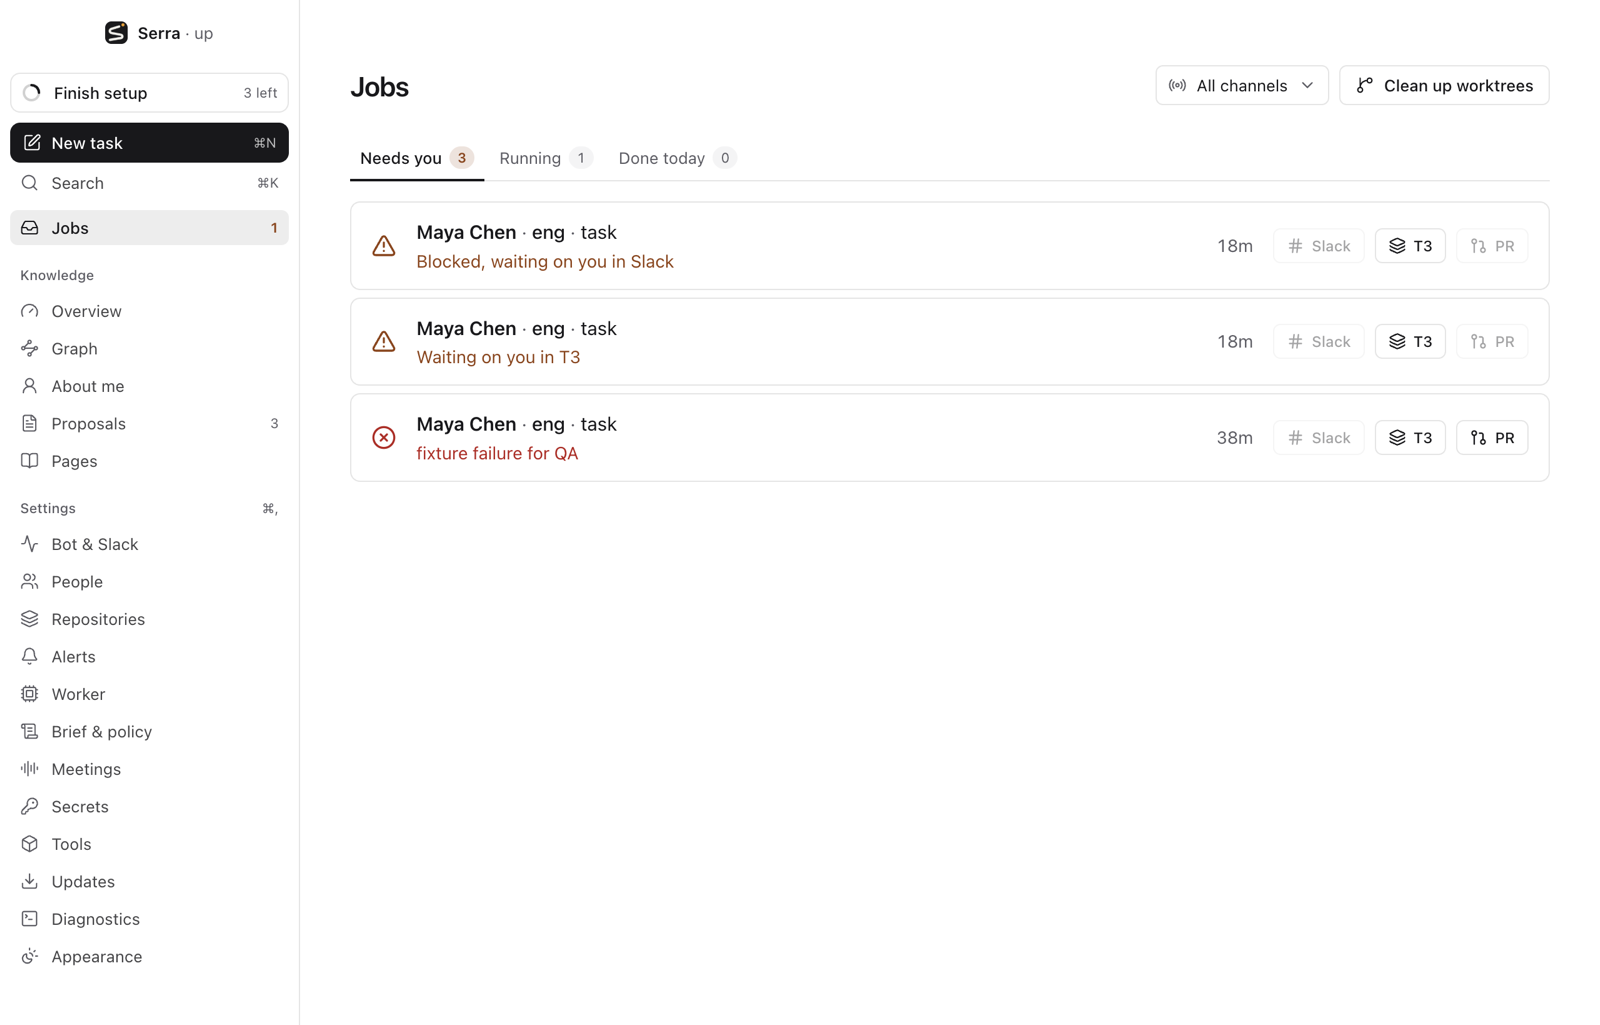 Serra · up
Finish setup 3 left
New task ⌘N
Search ⌘K
Jobs 1
Knowledge
Overview
Graph
About me
Proposals 3
Pages
Settings ⌘,
Bot & Slack
People
Repositories
Alerts
Worker
Brief & policy
Meetings
Secrets
Tools
Updates
Diagnostics
Appearance
Jobs
All channels
Clean up worktrees
Needs you 3 Running 1 Done today 0
Maya Chen · eng · task
Blocked, waiting on you in Slack
18m # Slack T3 PR
Maya Chen · eng · task
Waiting on you in T3
18m # Slack T3 PR
Maya Chen · eng · task
fixture failure for QA
38m # Slack T3 PR